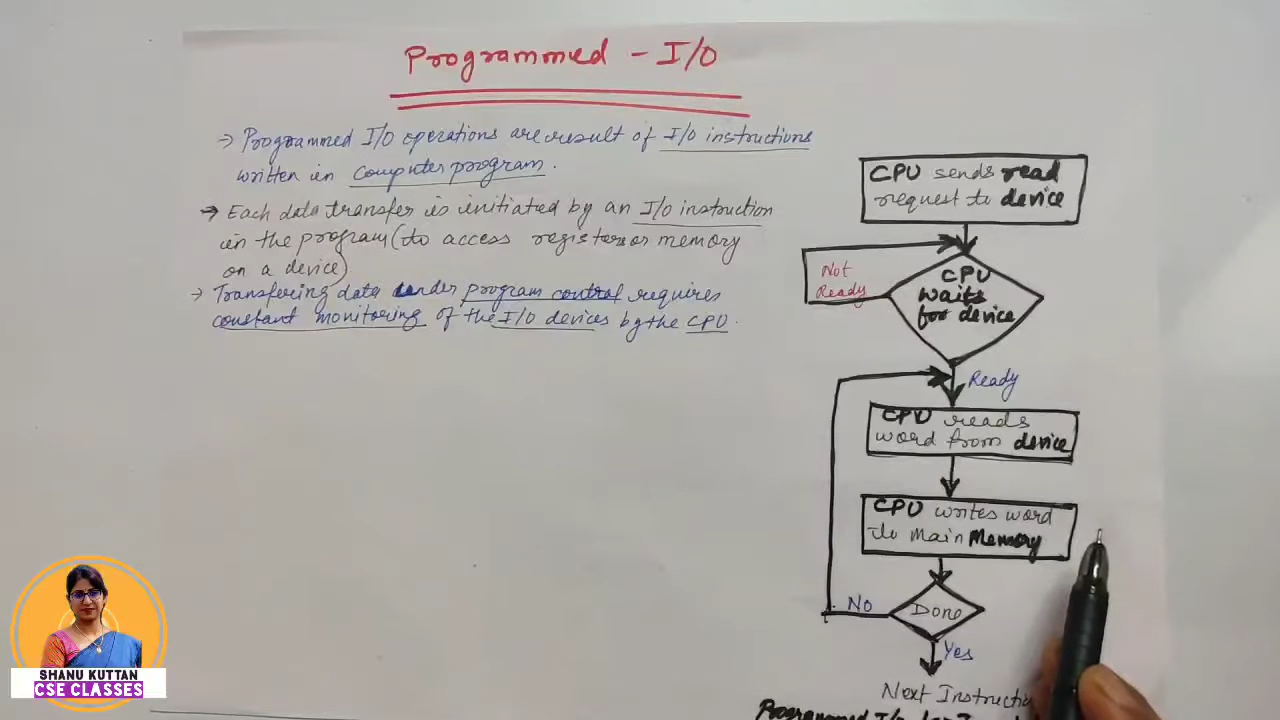 Programmed - I/O
→ Programmed I/O operations are result of I/O instructions
written in computer program.
→ Each data transfer is initiated by an I/O instruction
in the program (to access registers or memory
on a device)
→ Transfering data under program control requires
constant monitoring of the I/O devices by the CPU.
CPU sends read
request to device
Not
Ready
CPU
waits
for device
Ready
CPU reads
word from device
CPU writes word
to main Memory
Done
No
Yes
Next Instructio
Programmed I/O for
SHANU KUTTAN
CSE CLASSES